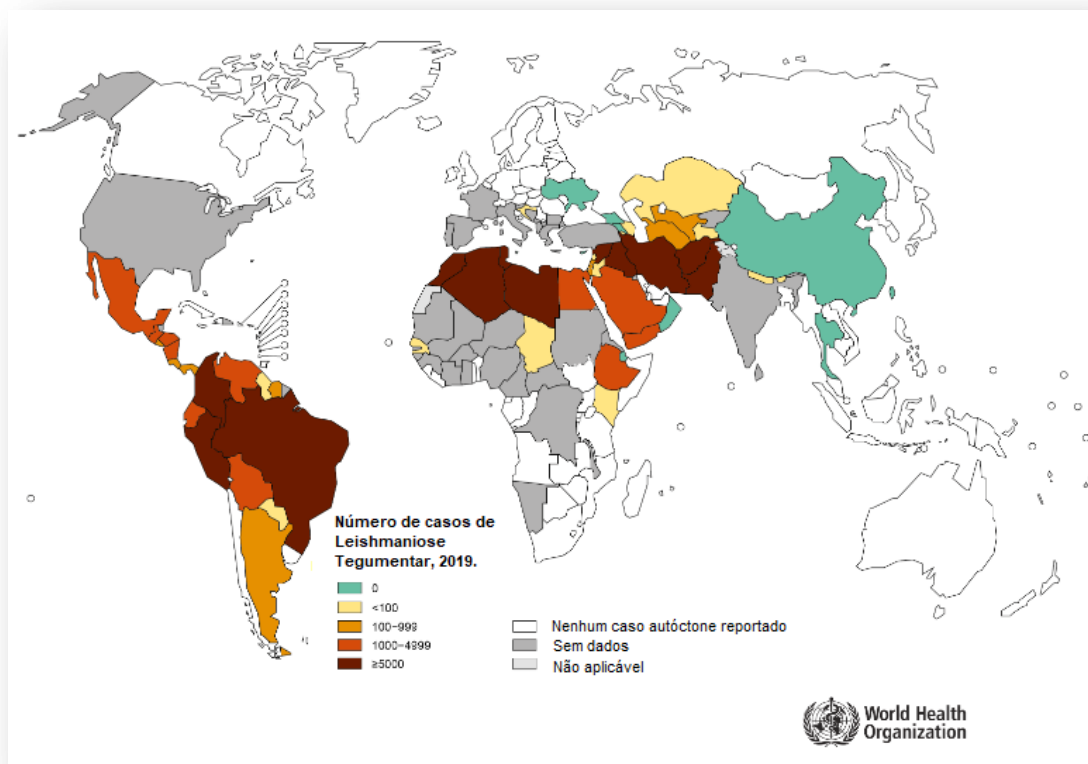 Número de casos de
Leishmaniose
Tegumentar, 2019.
0
<100
100–999
1000–4999
≥5000
Nenhum caso autóctone reportado
Sem dados
Não aplicável
World Health
Organization